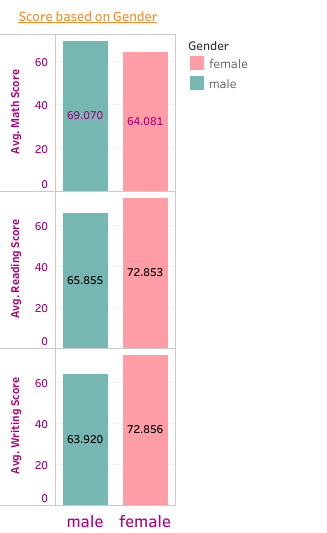 Score based on Gender
Gender
female
male
Avg. Math Score
60
40
20
0
69.070
64.081
Avg. Reading Score
60
40
20
0
65.855
72.853
Avg. Writing Score
60
40
20
0
63.920
72.856
male female